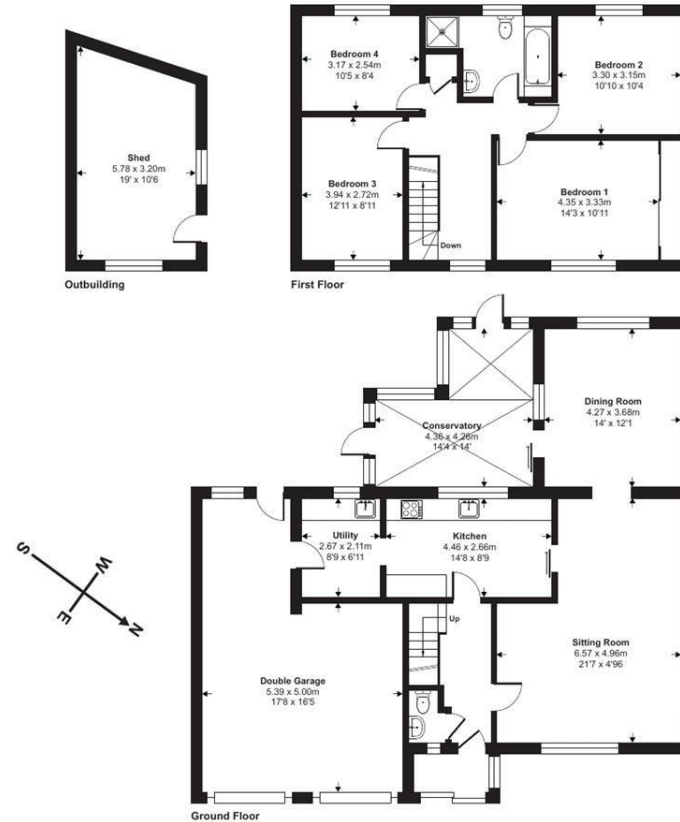 Shed
5.78 x 3.20m
19' x 10'6
Outbuilding
Bedroom 4
3.17 x 2.54m
10'5 x 8'4
Bedroom 2
3.30 x 3.15m
10'10 x 10'4
Bedroom 3
3.94 x 2.72m
12'11 x 8'11
Bedroom 1
4.35 x 3.33m
14'3 x 10'11
Down
First Floor
Conservatory
4.36 x 4.26m
14'4 x 14'
Dining Room
4.27 x 3.68m
14' x 12'1
Utility
2.67 x 2.11m
8'9 x 6'11
Kitchen
4.46 x 2.66m
14'8 x 8'9
S
W
E
N
Up
Sitting Room
6.57 x 4.96m
21'7 x 4'96
Double Garage
5.39 x 5.00m
17'8 x 16'5
Ground Floor